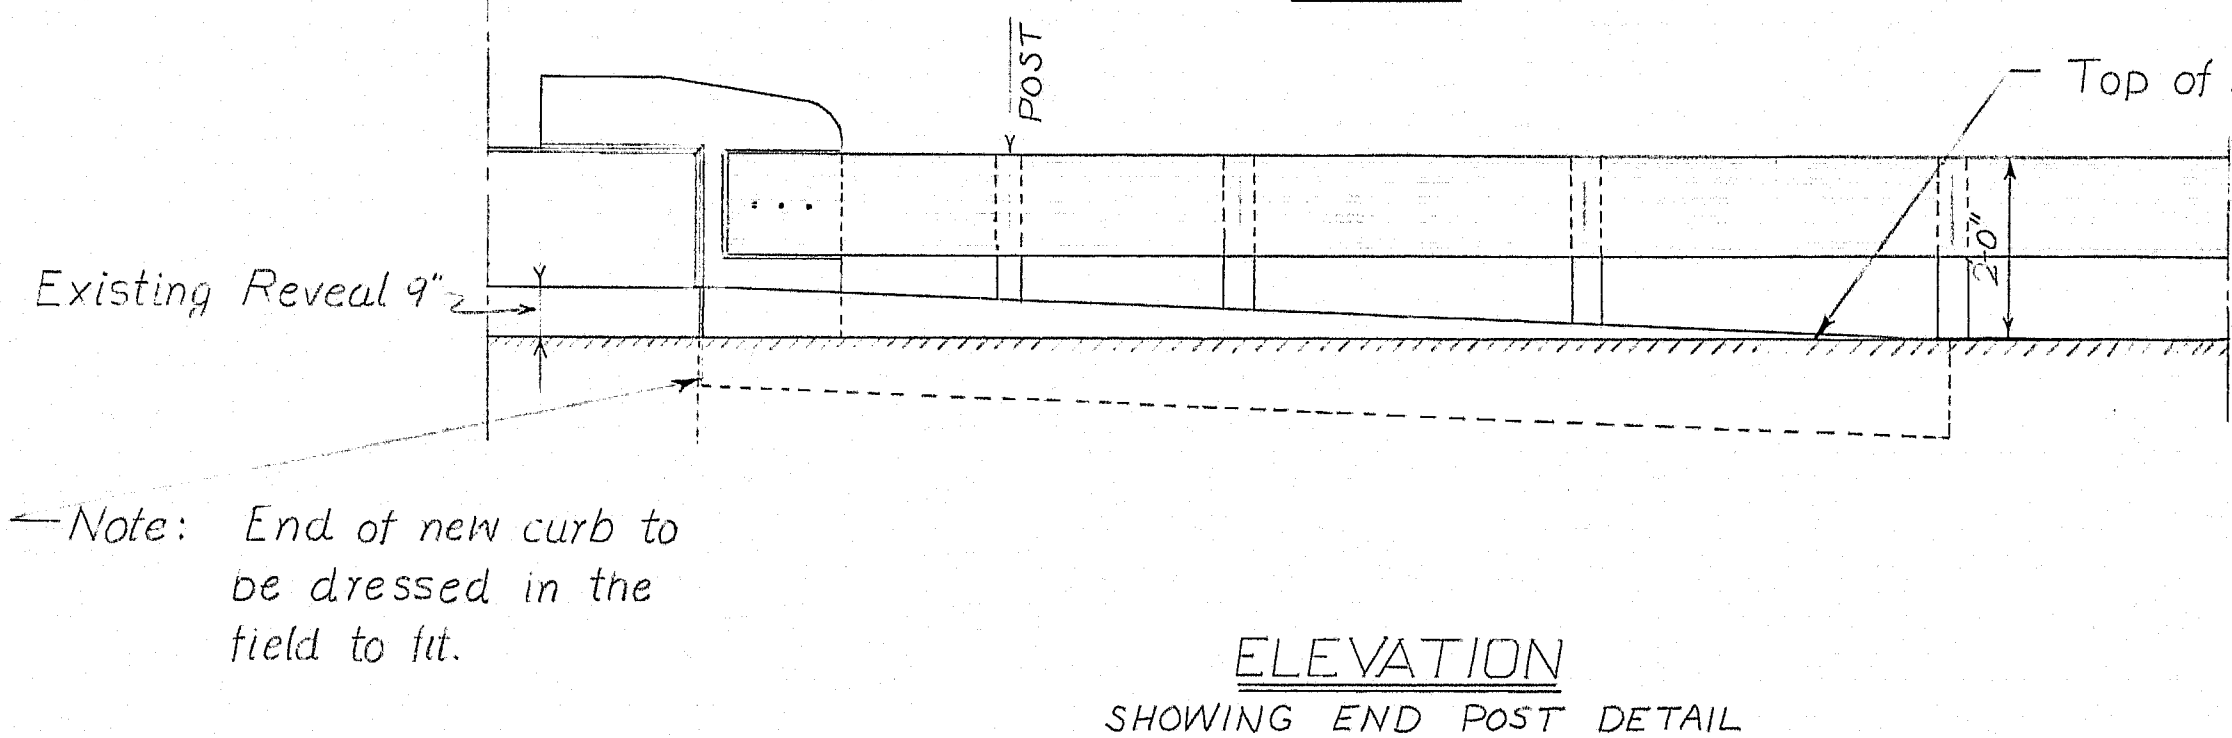 POST
Top of
Existing Reveal 9"
2'-0"
Note: End of new curb to
be dressed in the
field to fit.
ELEVATION
SHOWING END POST DETAIL